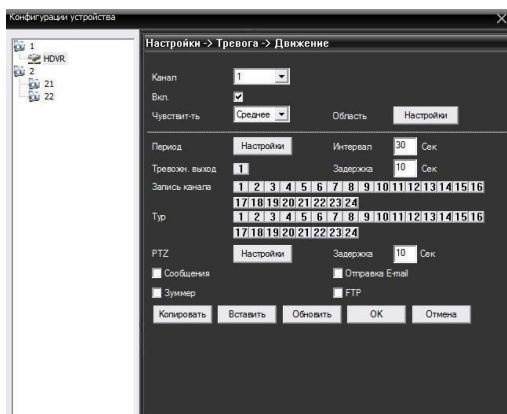 Конфигурации устройства
1
HDVR
2
21
22
Настройки -> Тревога -> Движение
Канал 1
Вкл.
Чувствит-ть Среднее Область Настройки
Период Настройки Интервал 30 Сек
Тревожн. выход 1 Задержка 10 Сек
Запись канала 1 2 3 4 5 6 7 8 9 10 11 12 13 14 15 16
17 18 19 20 21 22 23 24
Тур 1 2 3 4 5 6 7 8 9 10 11 12 13 14 15 16
17 18 19 20 21 22 23 24
PTZ Настройки Задержка 10 Сек
Сообщения Отправка E-mail
Зуммер FTP
Копировать Вставить Обновить OK Отмена